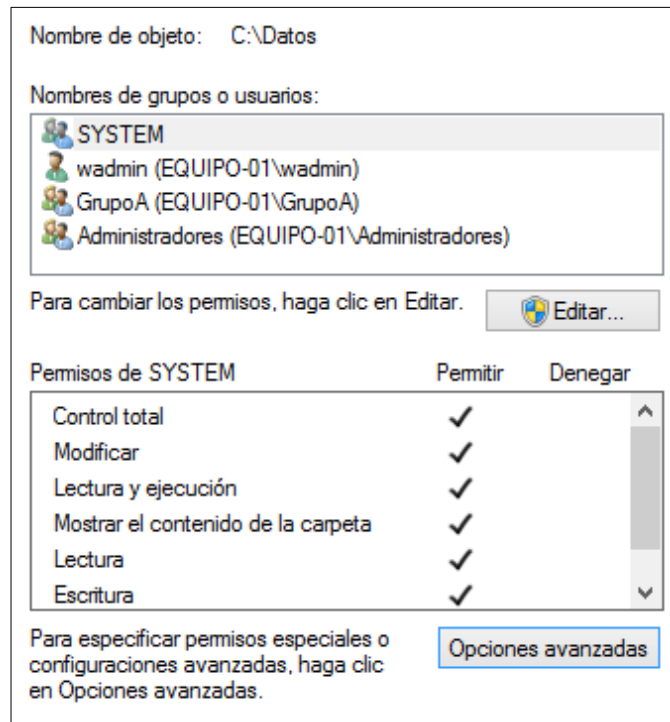 Nombre de objeto: C:\Datos
Nombres de grupos o usuarios:
SYSTEM
wadmin (EQUIPO-01\wadmin)
GrupoA (EQUIPO-01\GrupoA)
Administradores (EQUIPO-01\Administradores)
Para cambiar los permisos, haga clic en Editar. Editar...
Permisos de SYSTEM Permitir Denegar
Control total
Modificar
Lectura y ejecución
Mostrar el contenido de la carpeta
Lectura
Escritura
Para especificar permisos especiales o
configuraciones avanzadas, haga clic
en Opciones avanzadas.
Opciones avanzadas